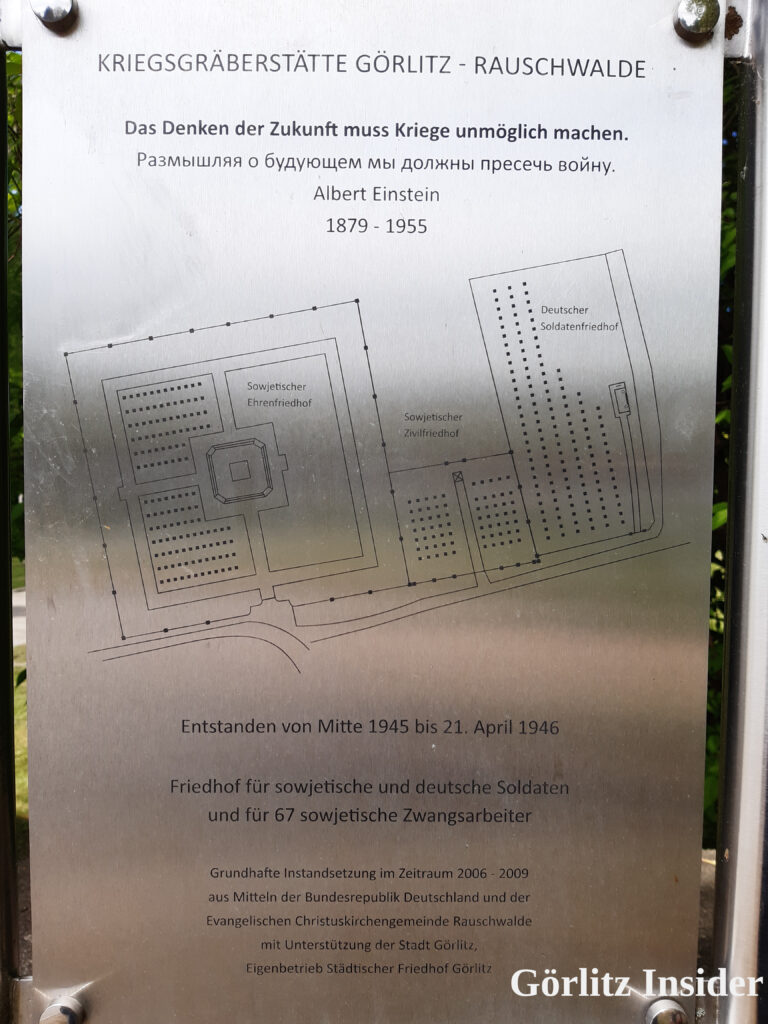 KRIEGSGRÄBERSTÄTTE GÖRLITZ - RAUSCHWALDE
Das Denken der Zukunft muss Kriege unmöglich machen.
Размышляя о будующем мы должны пресечь войну.
Albert Einstein
1879 - 1955
Deutscher
Soldatenfriedhof
Sowjetischer
Ehrenfriedhof
Sowjetischer
Zivilfriedhof
Entstanden von Mitte 1945 bis 21. April 1946
Friedhof für sowjetische und deutsche Soldaten
und für 67 sowjetische Zwangsarbeiter
Grundhafte Instandsetzung im Zeitraum 2006 - 2009
aus Mitteln der Bundesrepublik Deutschland und der
Evangelischen Christuskirchengemeinde Rauschwalde
mit Unterstützung der Stadt Görlitz,
Eigenbetrieb Städtischer Friedhof Görlitz
Görlitz Insider